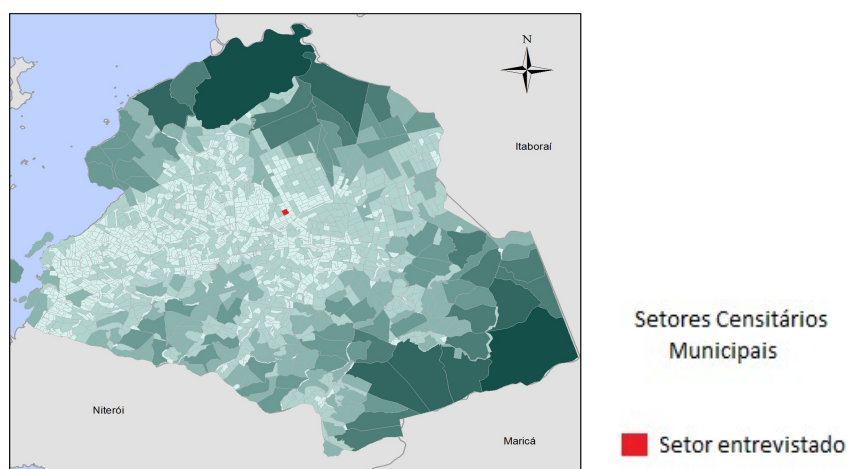 N
Itaboraí
Setores Censitários
Municipais
Niterói
Maricá
Setor entrevistado